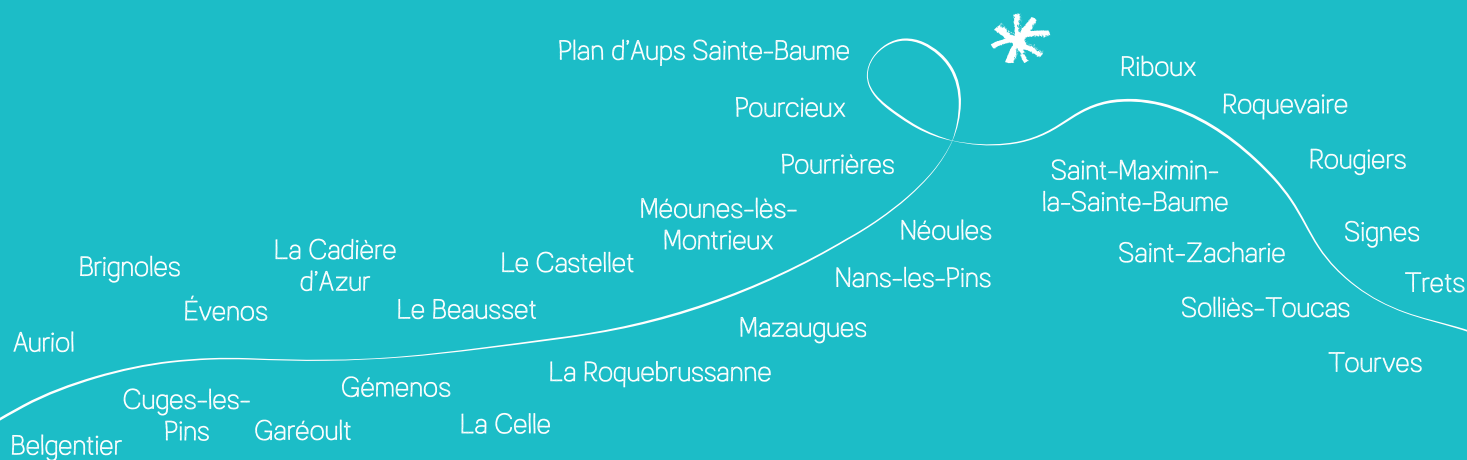 Plan d'Aups Sainte-Baume
Riboux
Pourcieux
Roquevaire
Pourrières
Rougiers
Saint-Maximin-
la-Sainte-Baume
Méounes-lès-
Montrieux
Néoules
Signes
La Cadière
d'Azur
Brignoles
Le Castellet
Saint-Zacharie
Nans-les-Pins
Trets
Évenos
Le Beausset
Solliès-Toucas
Mazaugues
Auriol
Tourves
La Roquebrussanne
Gémenos
Cuges-les-
Pins
Garéoult
La Celle
Belgentier